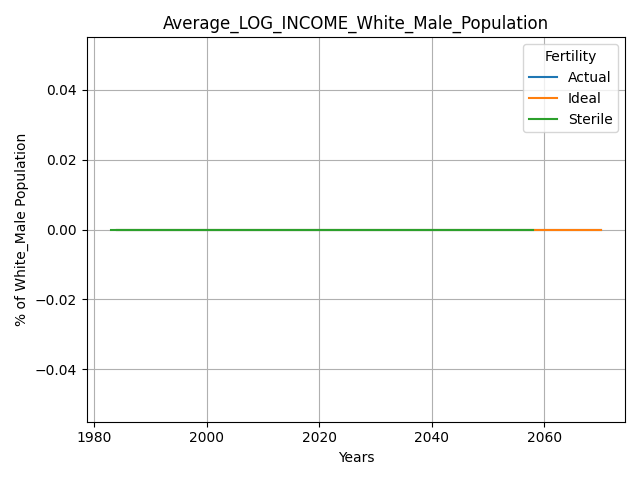 Average_LOG_INCOME_White_Male_Population
Fertility
Actual
Ideal
Sterile
% of White_Male Population
0.04
0.02
0.00
−0.02
−0.04
1980 2000 2020 2040 2060
Years